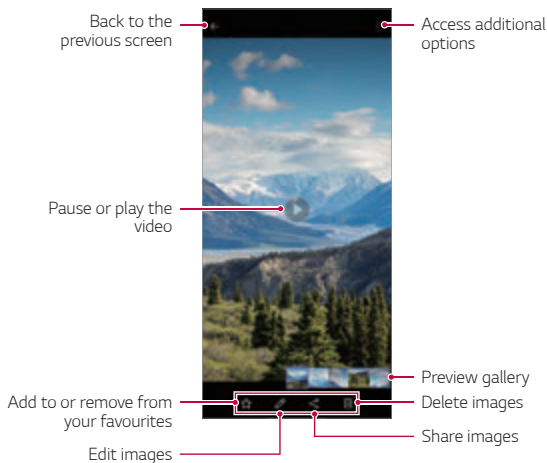 Back to the
previous screen
Access additional
options
Pause or play the
video
Preview gallery
Add to or remove from
your favourites
Delete images
Share images
Edit images